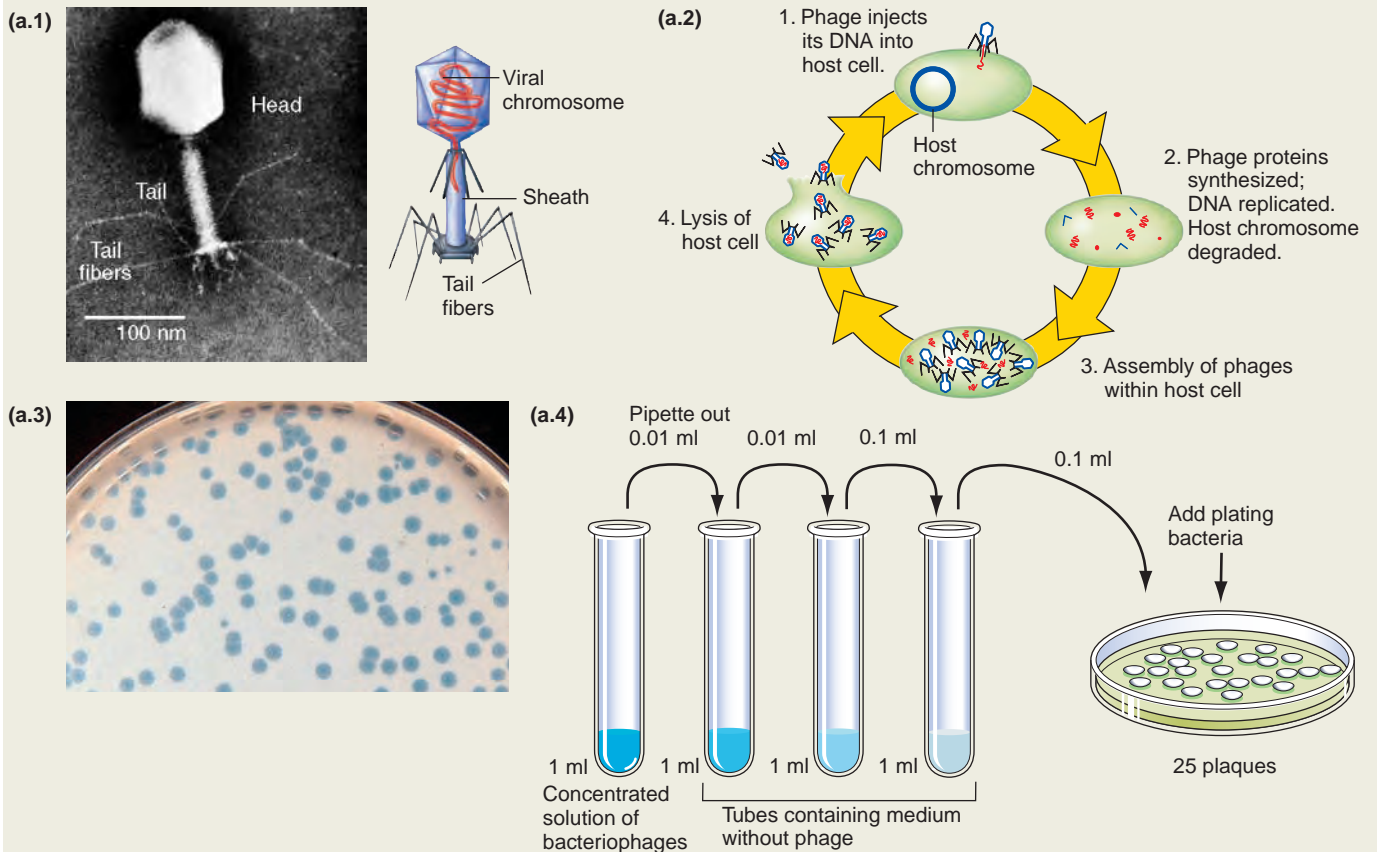 (a.1)
Head
Tail
Tail
fibers
100 nm
Viral
chromosome
Sheath
Tail
fibers
(a.2)
1. Phage injects
its DNA into
host cell.
Host
chromosome
2. Phage proteins
synthesized;
DNA replicated.
Host chromosome
degraded.
3. Assembly of phages
within host cell
4. Lysis of
host cell
(a.3)
(a.4)
Pipette out
0.01 ml
0.01 ml
0.1 ml
0.1 ml
Add plating
bacteria
1 ml
1 ml
1 ml
1 ml
Concentrated
solution of
bacteriophages
Tubes containing medium
without phage
25 plaques